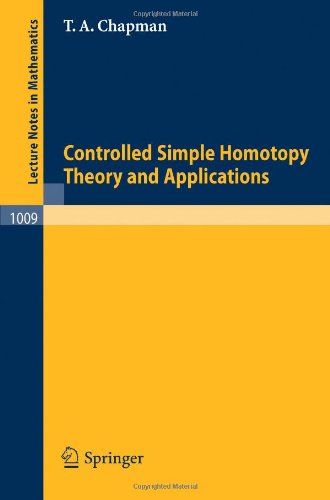 T. A. Chapman
Lecture Notes in Mathematics
Controlled Simple Homotopy
Theory and Applications
1009
Springer